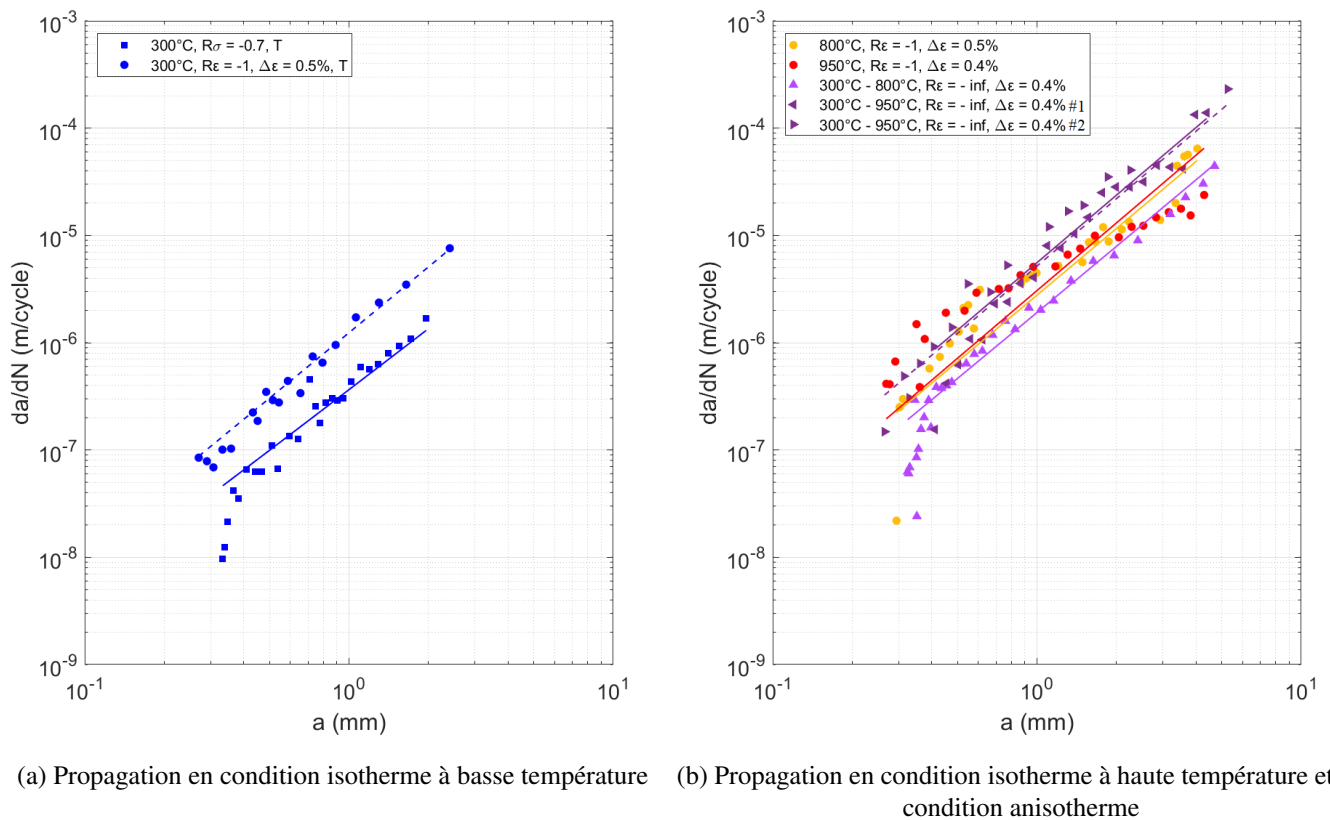 10⁻³
10⁻⁴
10⁻⁵
10⁻⁶
10⁻⁷
10⁻⁸
10⁻⁹
da/dN (m/cycle)
300°C, Rσ = -0.7, T
300°C, Rε = -1, Δε = 0.5%, T
10⁻¹ 10⁰ 10¹
a (mm)
(a) Propagation en condition isotherme à basse température
10⁻³
10⁻⁴
10⁻⁵
10⁻⁶
10⁻⁷
10⁻⁸
10⁻⁹
da/dN (m/cycle)
800°C, Rε = -1, Δε = 0.5%
950°C, Rε = -1, Δε = 0.4%
300°C - 800°C, Rε = - inf, Δε = 0.4%
300°C - 950°C, Rε = - inf, Δε = 0.4% #1
300°C - 950°C, Rε = - inf, Δε = 0.4% #2
10⁻¹ 10⁰ 10¹
a (mm)
(b) Propagation en condition isotherme à haute température et
condition anisotherme